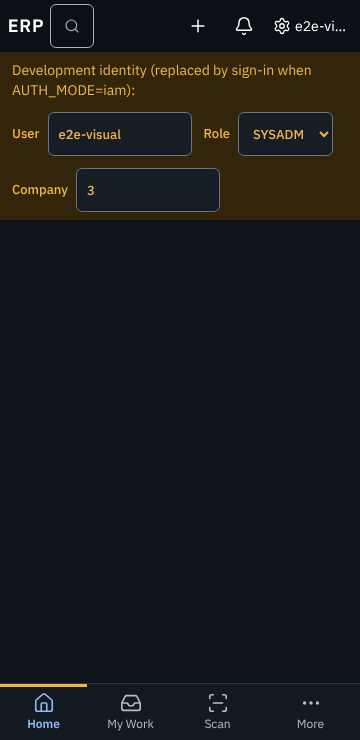 ERP
e2e-vi...
Development identity (replaced by sign-in when
AUTH_MODE=iam):
User e2e-visual Role SYSADM
Company 3
Home My Work Scan More